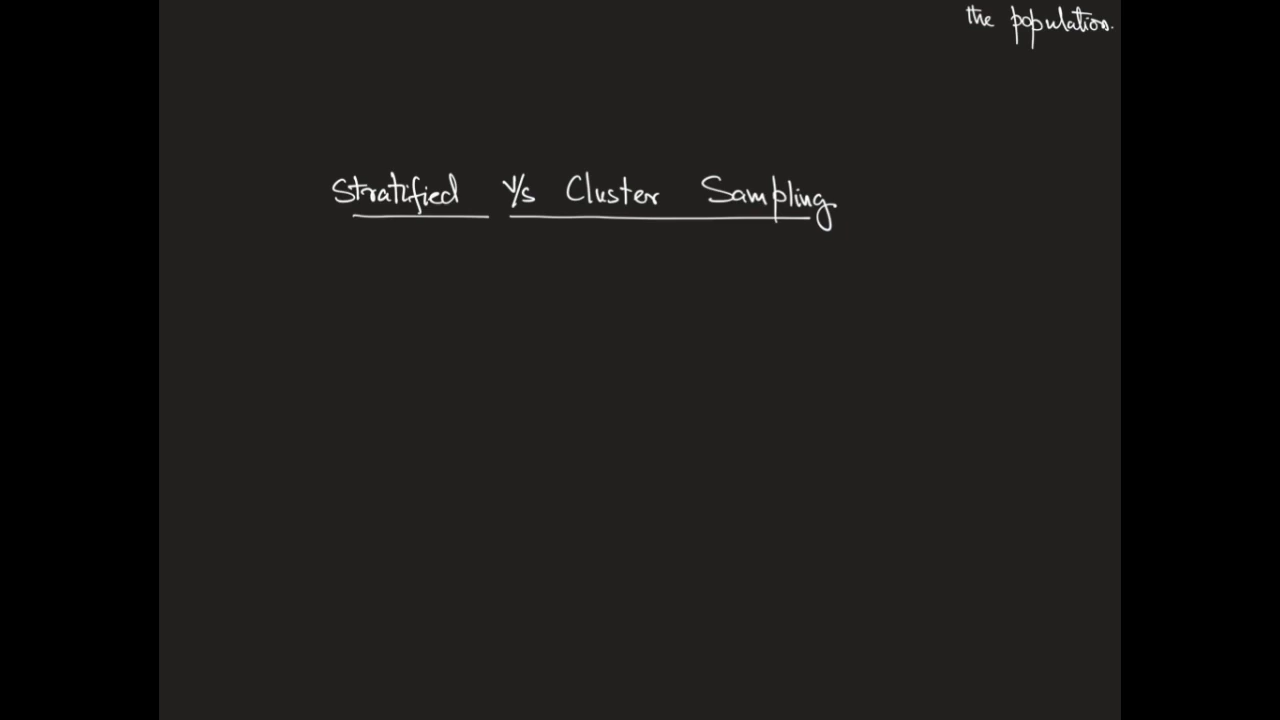 the population.
Stratified v/s Cluster Sampling